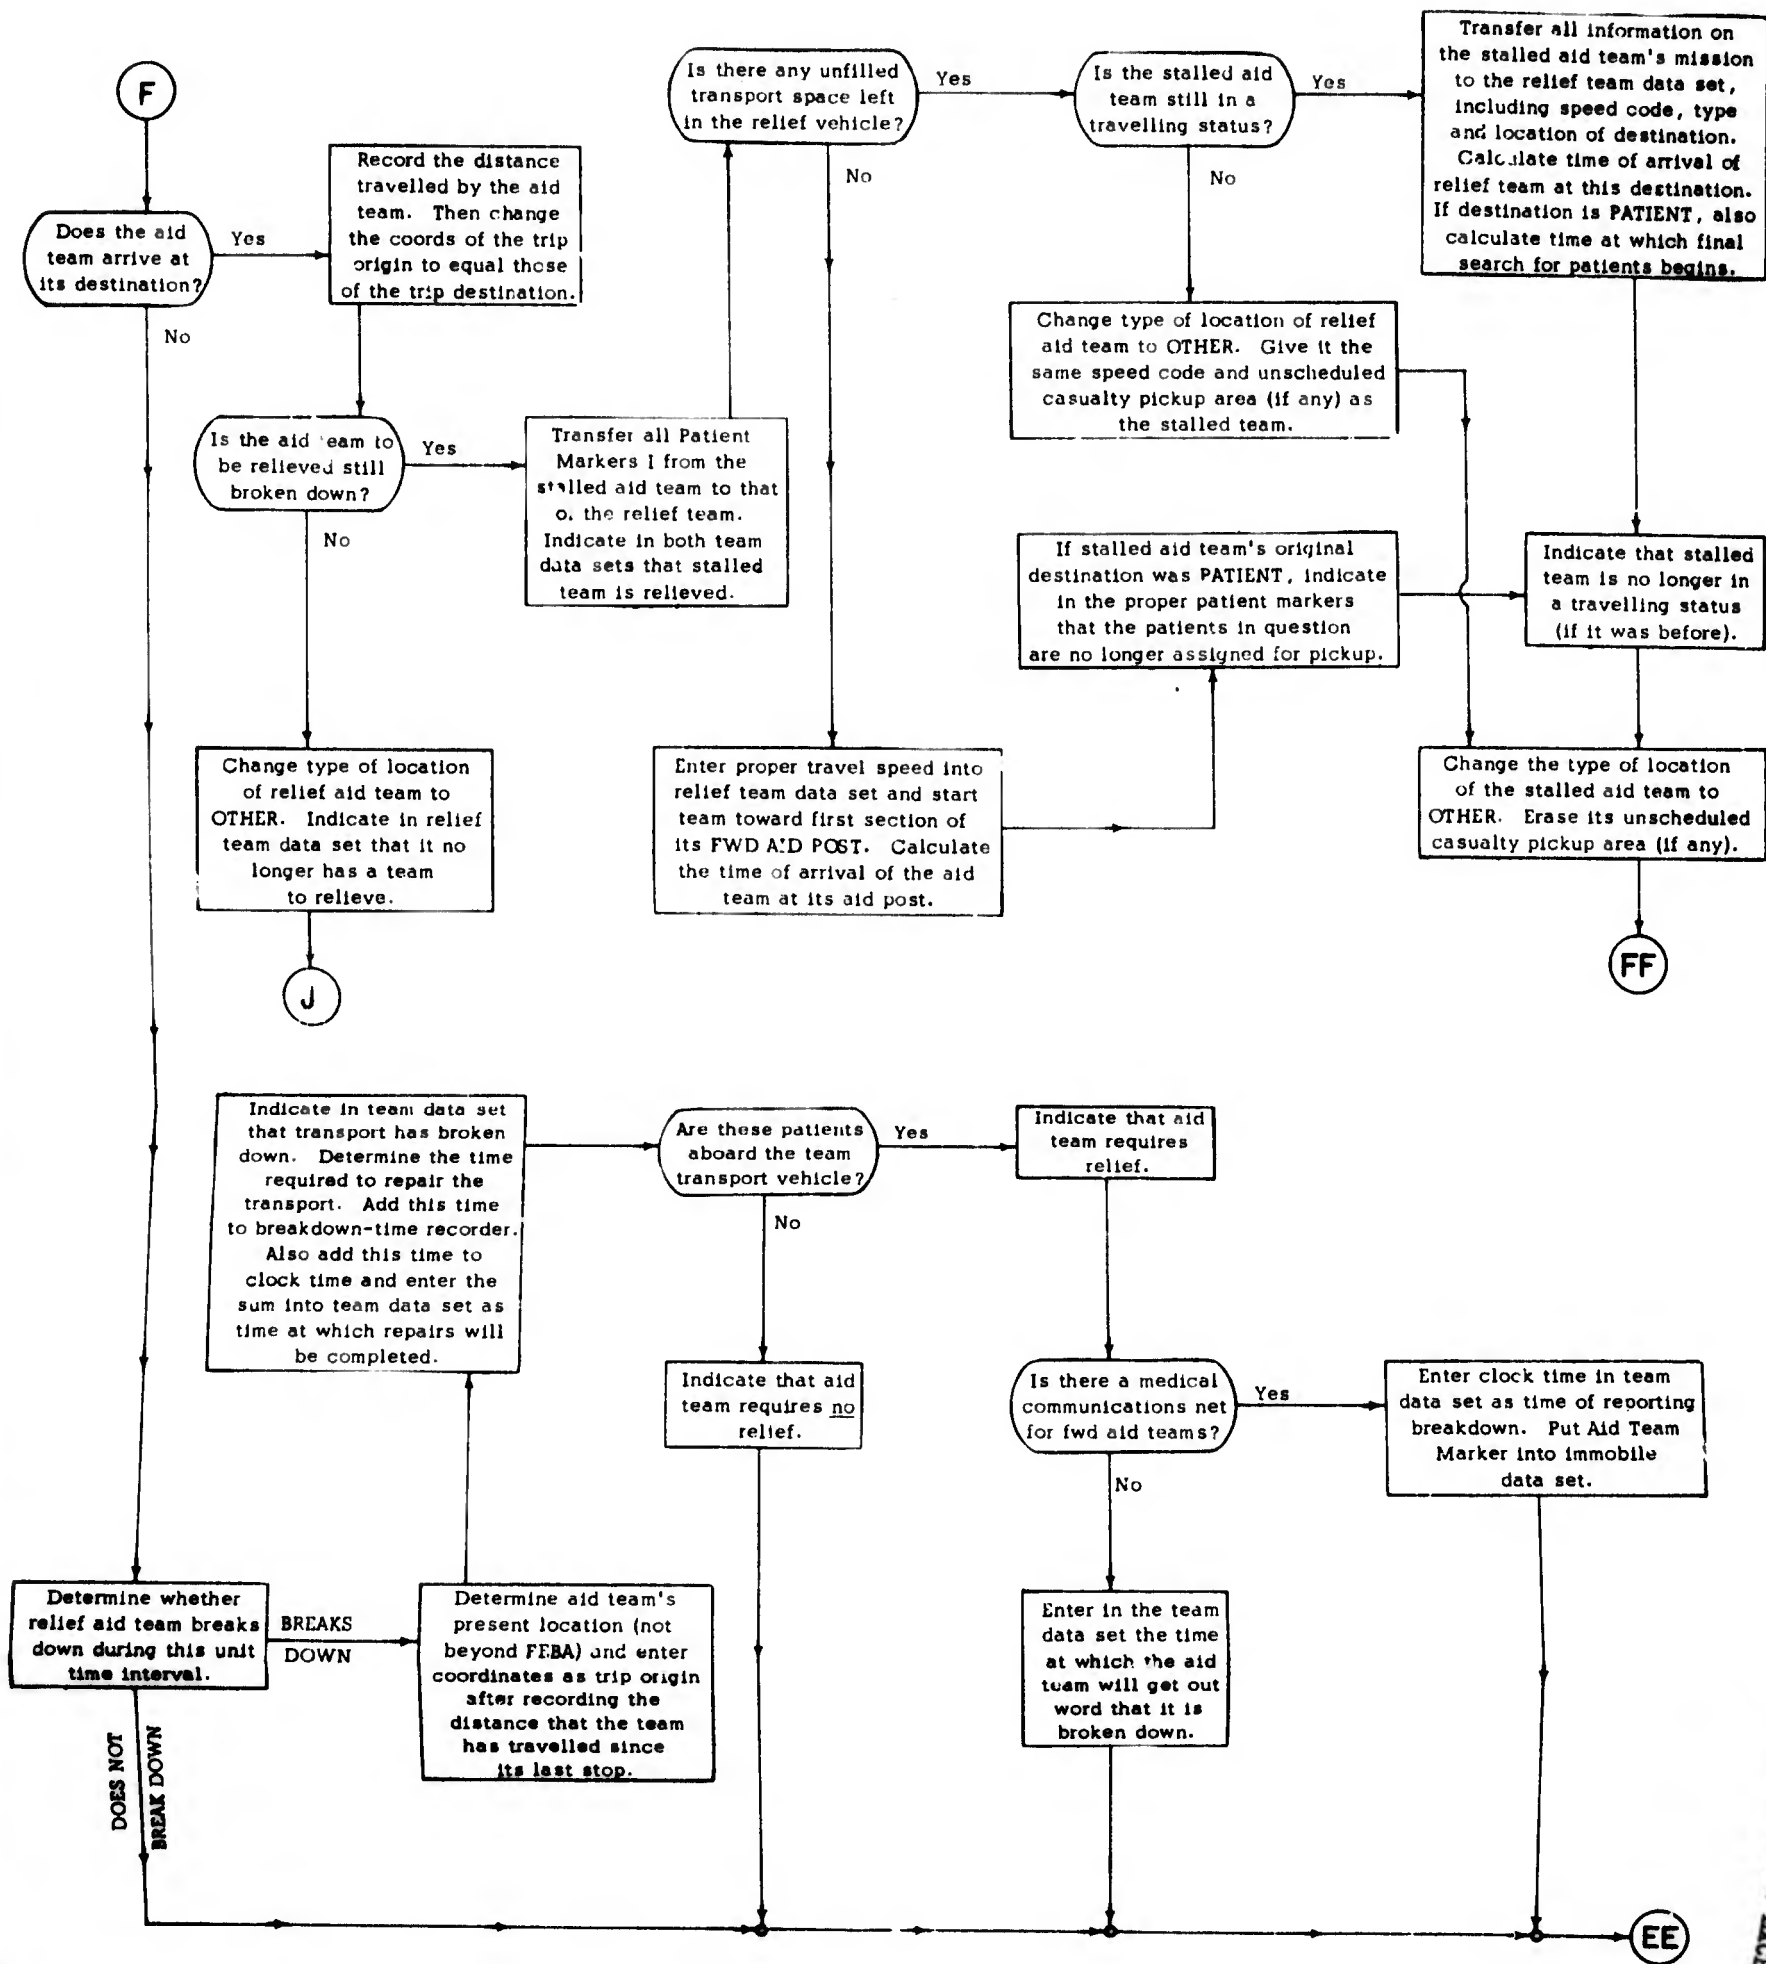 F
Does the aid
team arrive at
its destination?
Yes
No
Record the distance
travelled by the aid
team. Then change
the coords of the trip
origin to equal those
of the trip destination.
Is the aid team to
be relieved still
broken down?
Yes
No
Transfer all Patient
Markers I from the
stalled aid team to that
of the relief team.
Indicate in both team
data sets that stalled
team is relieved.
Change type of location
of relief aid team to
OTHER. Indicate in relief
team data set that it no
longer has a team
to relieve.
J
Is there any unfilled
transport space left
in the relief vehicle?
Yes
No
Is the stalled aid
team still in a
travelling status?
Yes
No
Transfer all information on
the stalled aid team's mission
to the relief team data set,
including speed code, type
and location of destination.
Calculate time of arrival of
relief team at this destination.
If destination is PATIENT, also
calculate time at which final
search for patients begins.
Change type of location of relief
aid team to OTHER. Give it the
same speed code and unscheduled
casualty pickup area (if any) as
the stalled team.
If stalled aid team's original
destination was PATIENT, indicate
in the proper patient markers
that the patients in question
are no longer assigned for pickup.
Indicate that stalled
team is no longer in
a travelling status
(if it was before).
Enter proper travel speed into
relief team data set and start
team toward first section of
its FWD AID POST. Calculate
the time of arrival of the aid
team at its aid post.
Change the type of location
of the stalled aid team to
OTHER. Erase its unscheduled
casualty pickup area (if any).
FF
Indicate in team data set
that transport has broken
down. Determine the time
required to repair the
transport. Add this time
to breakdown-time recorder.
Also add this time to
clock time and enter the
sum into team data set as
time at which repairs will
be completed.
Are these patients
aboard the team
transport vehicle?
Yes
No
Indicate that aid
team requires
relief.
Indicate that aid
team requires no
relief.
Is there a medical
communications net
for fwd aid teams?
Yes
No
Enter clock time in team
data set as time of reporting
breakdown. Put Aid Team
Marker into immobile
data set.
Determine whether
relief aid team breaks
down during this unit
time interval.
BREAKS
DOWN
DOES NOT
BREAK DOWN
Determine aid team's
present location (not
beyond FEBA) and enter
coordinates as trip origin
after recording the
distance that the team
has travelled since
its last stop.
Enter in the team
data set the time
at which the aid
team will get out
word that it is
broken down.
EE